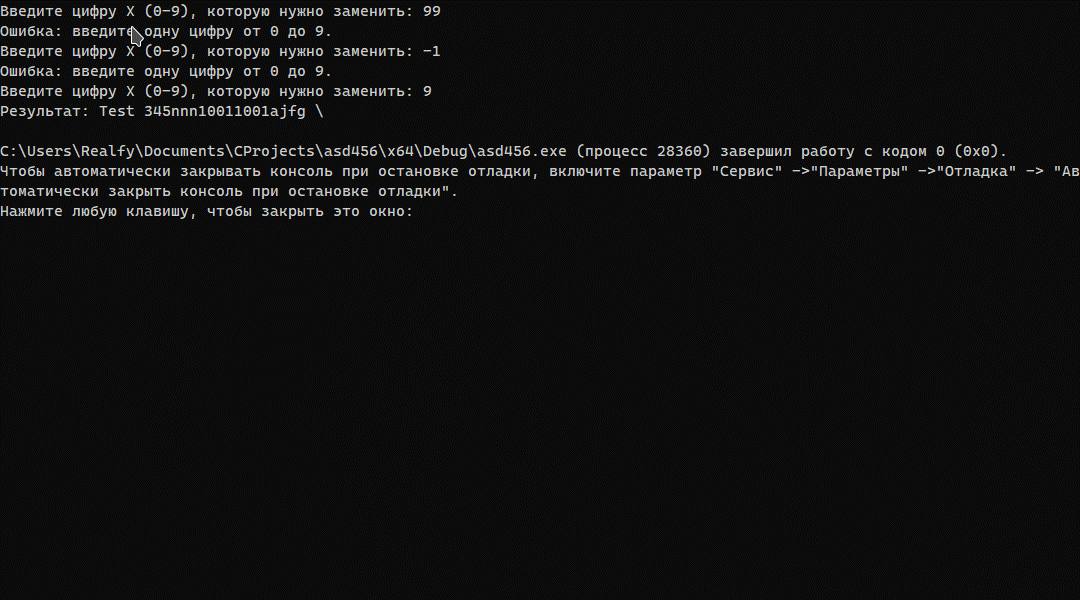 Введите цифру X (0-9), которую нужно заменить: 99
Ошибка: введите одну цифру от 0 до 9.
Введите цифру X (0-9), которую нужно заменить: -1
Ошибка: введите одну цифру от 0 до 9.
Введите цифру X (0-9), которую нужно заменить: 9
Результат: Test 345nnn10011001ajfg \
C:\Users\Realfy\Documents\CProjects\asd456\x64\Debug\asd456.exe (процесс 28360) завершил работу с кодом 0 (0x0).
Чтобы автоматически закрывать консоль при остановке отладки, включите параметр "Сервис" ->"Параметры" ->"Отладка" -> "Ав
томатически закрыть консоль при остановке отладки".
Нажмите любую клавишу, чтобы закрыть это окно: